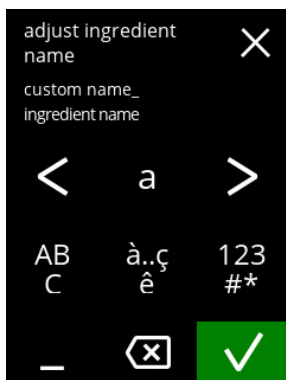 adjust ingredient
name
custom name_
ingredient name
< a >
AB à..ç 123
C ê #*
_